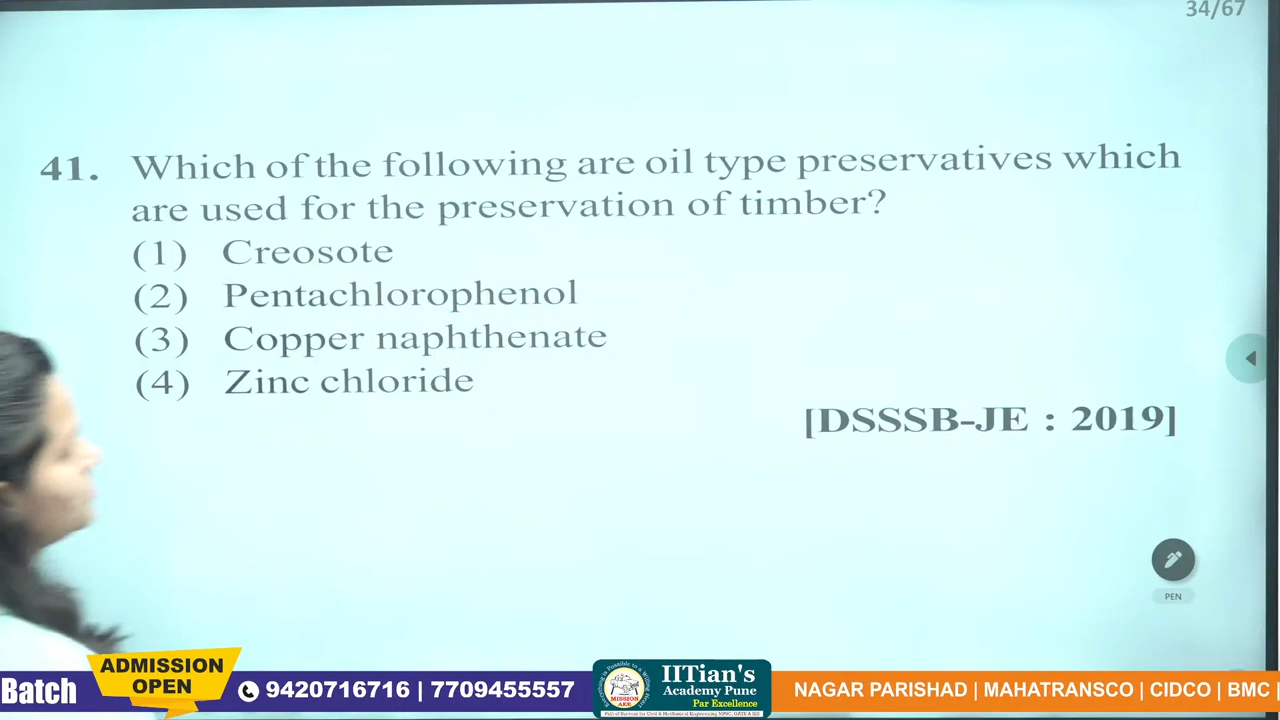 34/67
41. Which of the following are oil type preservatives which
are used for the preservation of timber?
(1) Creosote
(2) Pentachlorophenol
(3) Copper naphthenate
(4) Zinc chloride
[DSSSB-JE : 2019]
PEN
ADMISSION
OPEN
Batch
9420716716 | 7709455557
MISSION
AEE
IITian's
Academy Pune
Par Excellence
NAGAR PARISHAD | MAHATRANSCO | CIDCO | BMC |